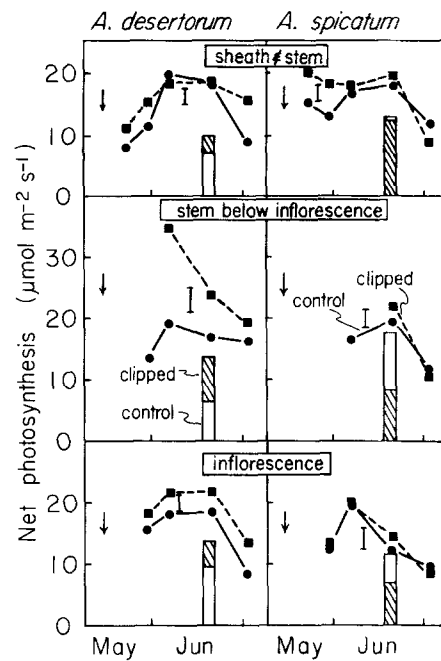 A. desertorum A. spicatum
sheath & stem
20
10
0
stem below inflorescence
30
20
10
0
clipped
control
control
clipped
inflorescence
20
10
0
May Jun May Jun
Net photosynthesis (μmol m⁻² s⁻¹)